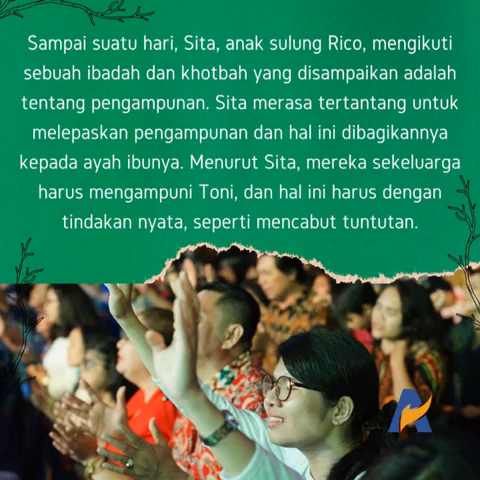 Sampai suatu hari, Sita, anak sulung Rico, mengikuti
sebuah ibadah dan khotbah yang disampaikan adalah
tentang pengampunan. Sita merasa tertantang untuk
melepaskan pengampunan dan hal ini dibagikannya
kepada ayah ibunya. Menurut Sita, mereka sekeluarga
harus mengampuni Toni, dan hal ini harus dengan
tindakan nyata, seperti mencabut tuntutan.